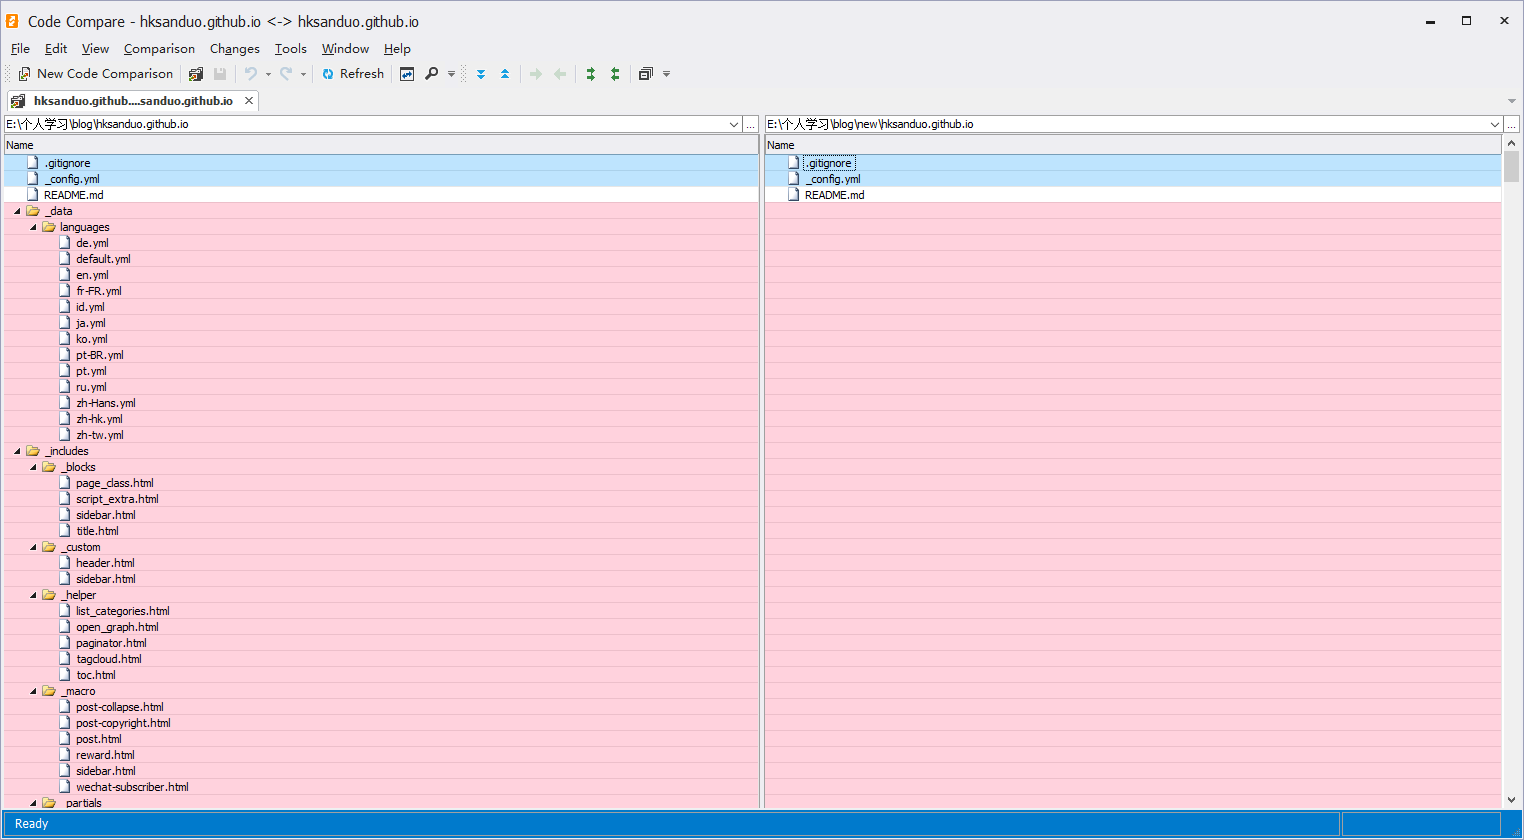 Code Compare - hksanduo.github.io <-> hksanduo.github.io
File Edit View Comparison Changes Tools Window Help
New Code Comparison Refresh
hksanduo.github....sanduo.github.io
E:\个人学习\blog\hksanduo.github.io ...
E:\个人学习\blog\new\hksanduo.github.io ...
Name
.gitignore
_config.yml
README.md
_data
languages
de.yml
default.yml
en.yml
fr-FR.yml
id.yml
ja.yml
ko.yml
pt-BR.yml
pt.yml
ru.yml
zh-Hans.yml
zh-hk.yml
zh-tw.yml
_includes
_blocks
page_class.html
script_extra.html
sidebar.html
title.html
_custom
header.html
sidebar.html
_helper
list_categories.html
open_graph.html
paginator.html
tagcloud.html
toc.html
_macro
post-collapse.html
post-copyright.html
post.html
reward.html
sidebar.html
wechat-subscriber.html
_partials
Name
.gitignore
_config.yml
README.md
Ready